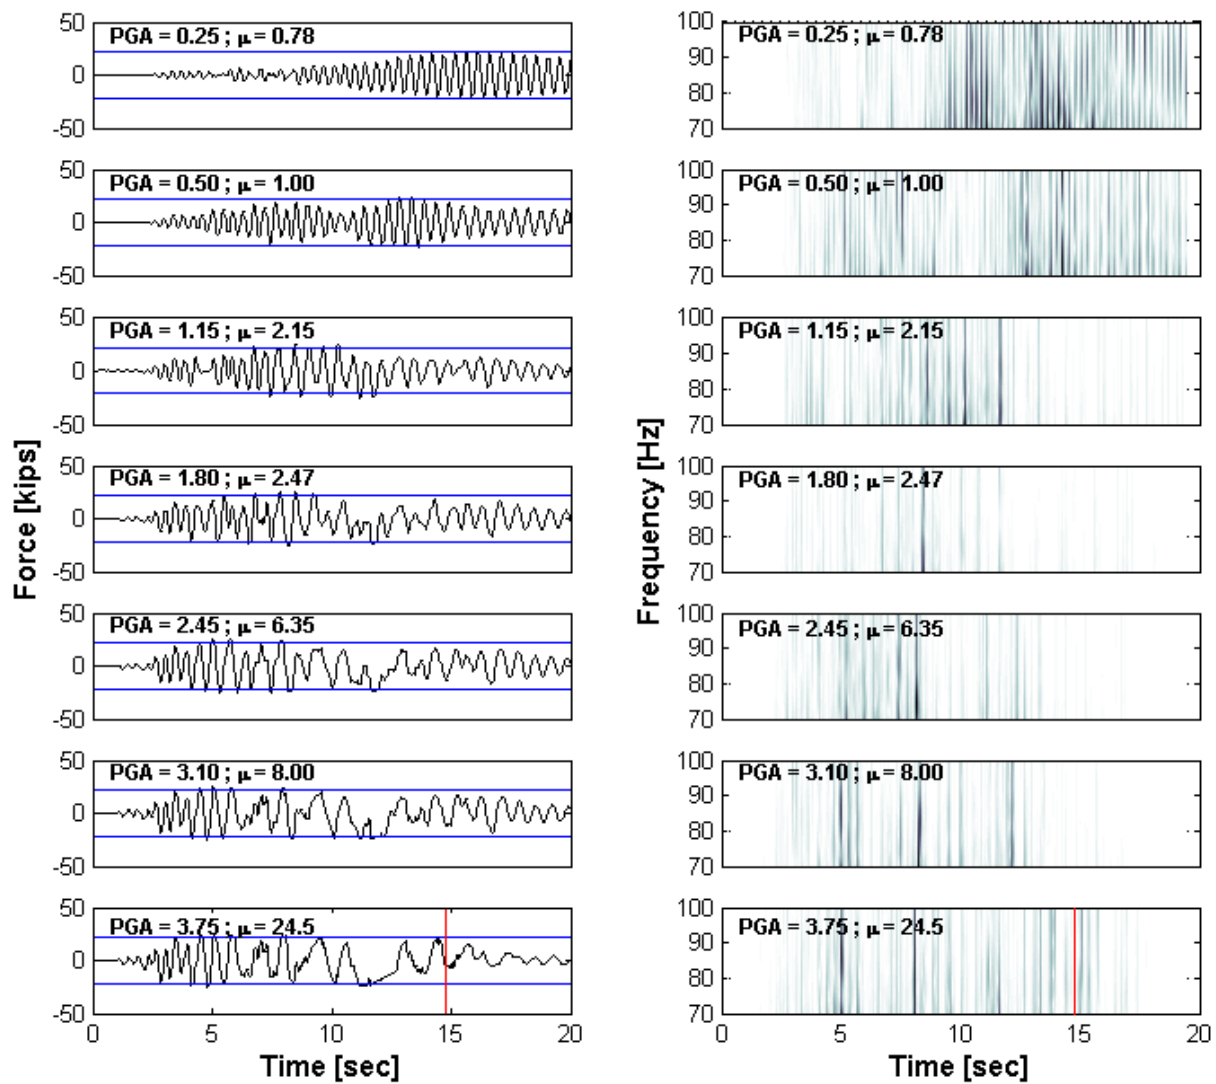 50
PGA = 0.25 ; μ = 0.78
0
-50
50
PGA = 0.50 ; μ = 1.00
0
-50
50
PGA = 1.15 ; μ = 2.15
0
-50
50
PGA = 1.80 ; μ = 2.47
0
-50
50
PGA = 2.45 ; μ = 6.35
0
-50
50
PGA = 3.10 ; μ = 8.00
0
-50
50
PGA = 3.75 ; μ = 24.5
0
-50
0 5 10 15 20
Time [sec]
Force [kips]
100
PGA = 0.25 ; μ = 0.78
90
80
70
100
PGA = 0.50 ; μ = 1.00
90
80
70
100
PGA = 1.15 ; μ = 2.15
90
80
70
100
PGA = 1.80 ; μ = 2.47
90
80
70
100
PGA = 2.45 ; μ = 6.35
90
80
70
100
PGA = 3.10 ; μ = 8.00
90
80
70
100
PGA = 3.75 ; μ = 24.5
90
80
70
0 5 10 15 20
Time [sec]
Frequency [Hz]